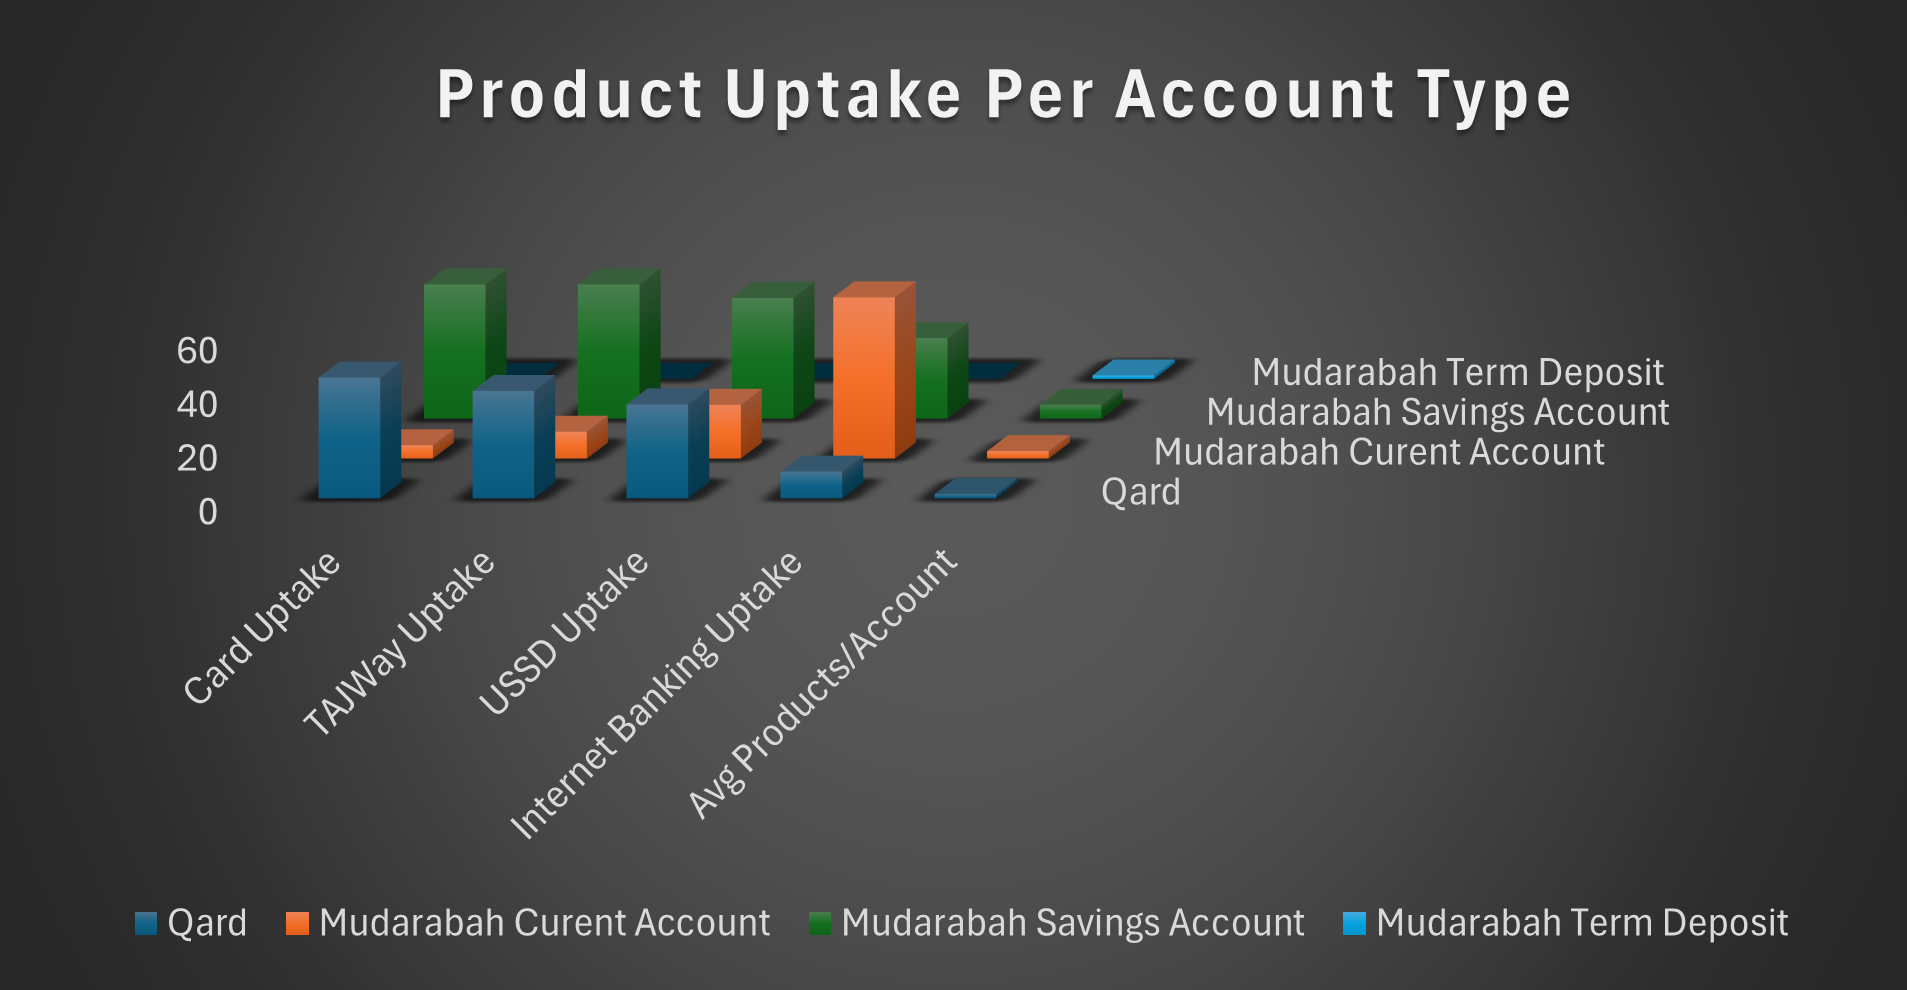 Product Uptake Per Account Type
60
40
20
0
Mudarabah Term Deposit
Mudarabah Savings Account
Mudarabah Curent Account
Qard
Card Uptake
TAJWay Uptake
USSD Uptake
Internet Banking Uptake
Avg Products/Account
Qard
Mudarabah Curent Account
Mudarabah Savings Account
Mudarabah Term Deposit